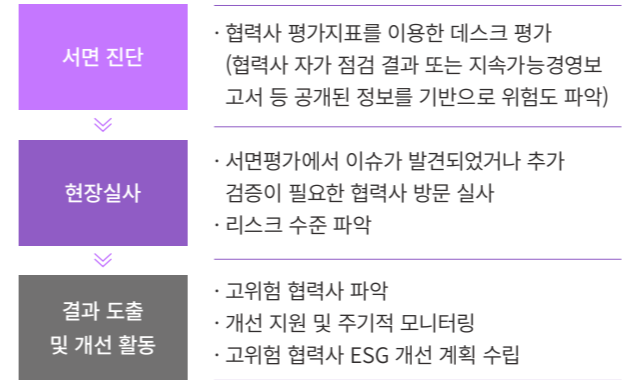 서면 진단
· 협력사 평가지표를 이용한 데스크 평가
(협력사 자가 점검 결과 또는 지속가능경영보
고서 등 공개된 정보를 기반으로 위험도 파악)
현장실사
· 서면평가에서 이슈가 발견되었거나 추가
검증이 필요한 협력사 방문 실사
· 리스크 수준 파악
결과 도출
및 개선 활동
· 고위험 협력사 파악
· 개선 지원 및 주기적 모니터링
· 고위험 협력사 ESG 개선 계획 수립